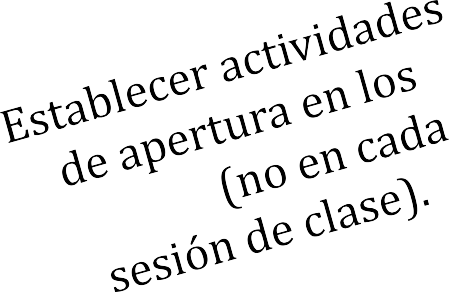 Establecer actividades
de apertura en los
(no en cada
sesión de clase).